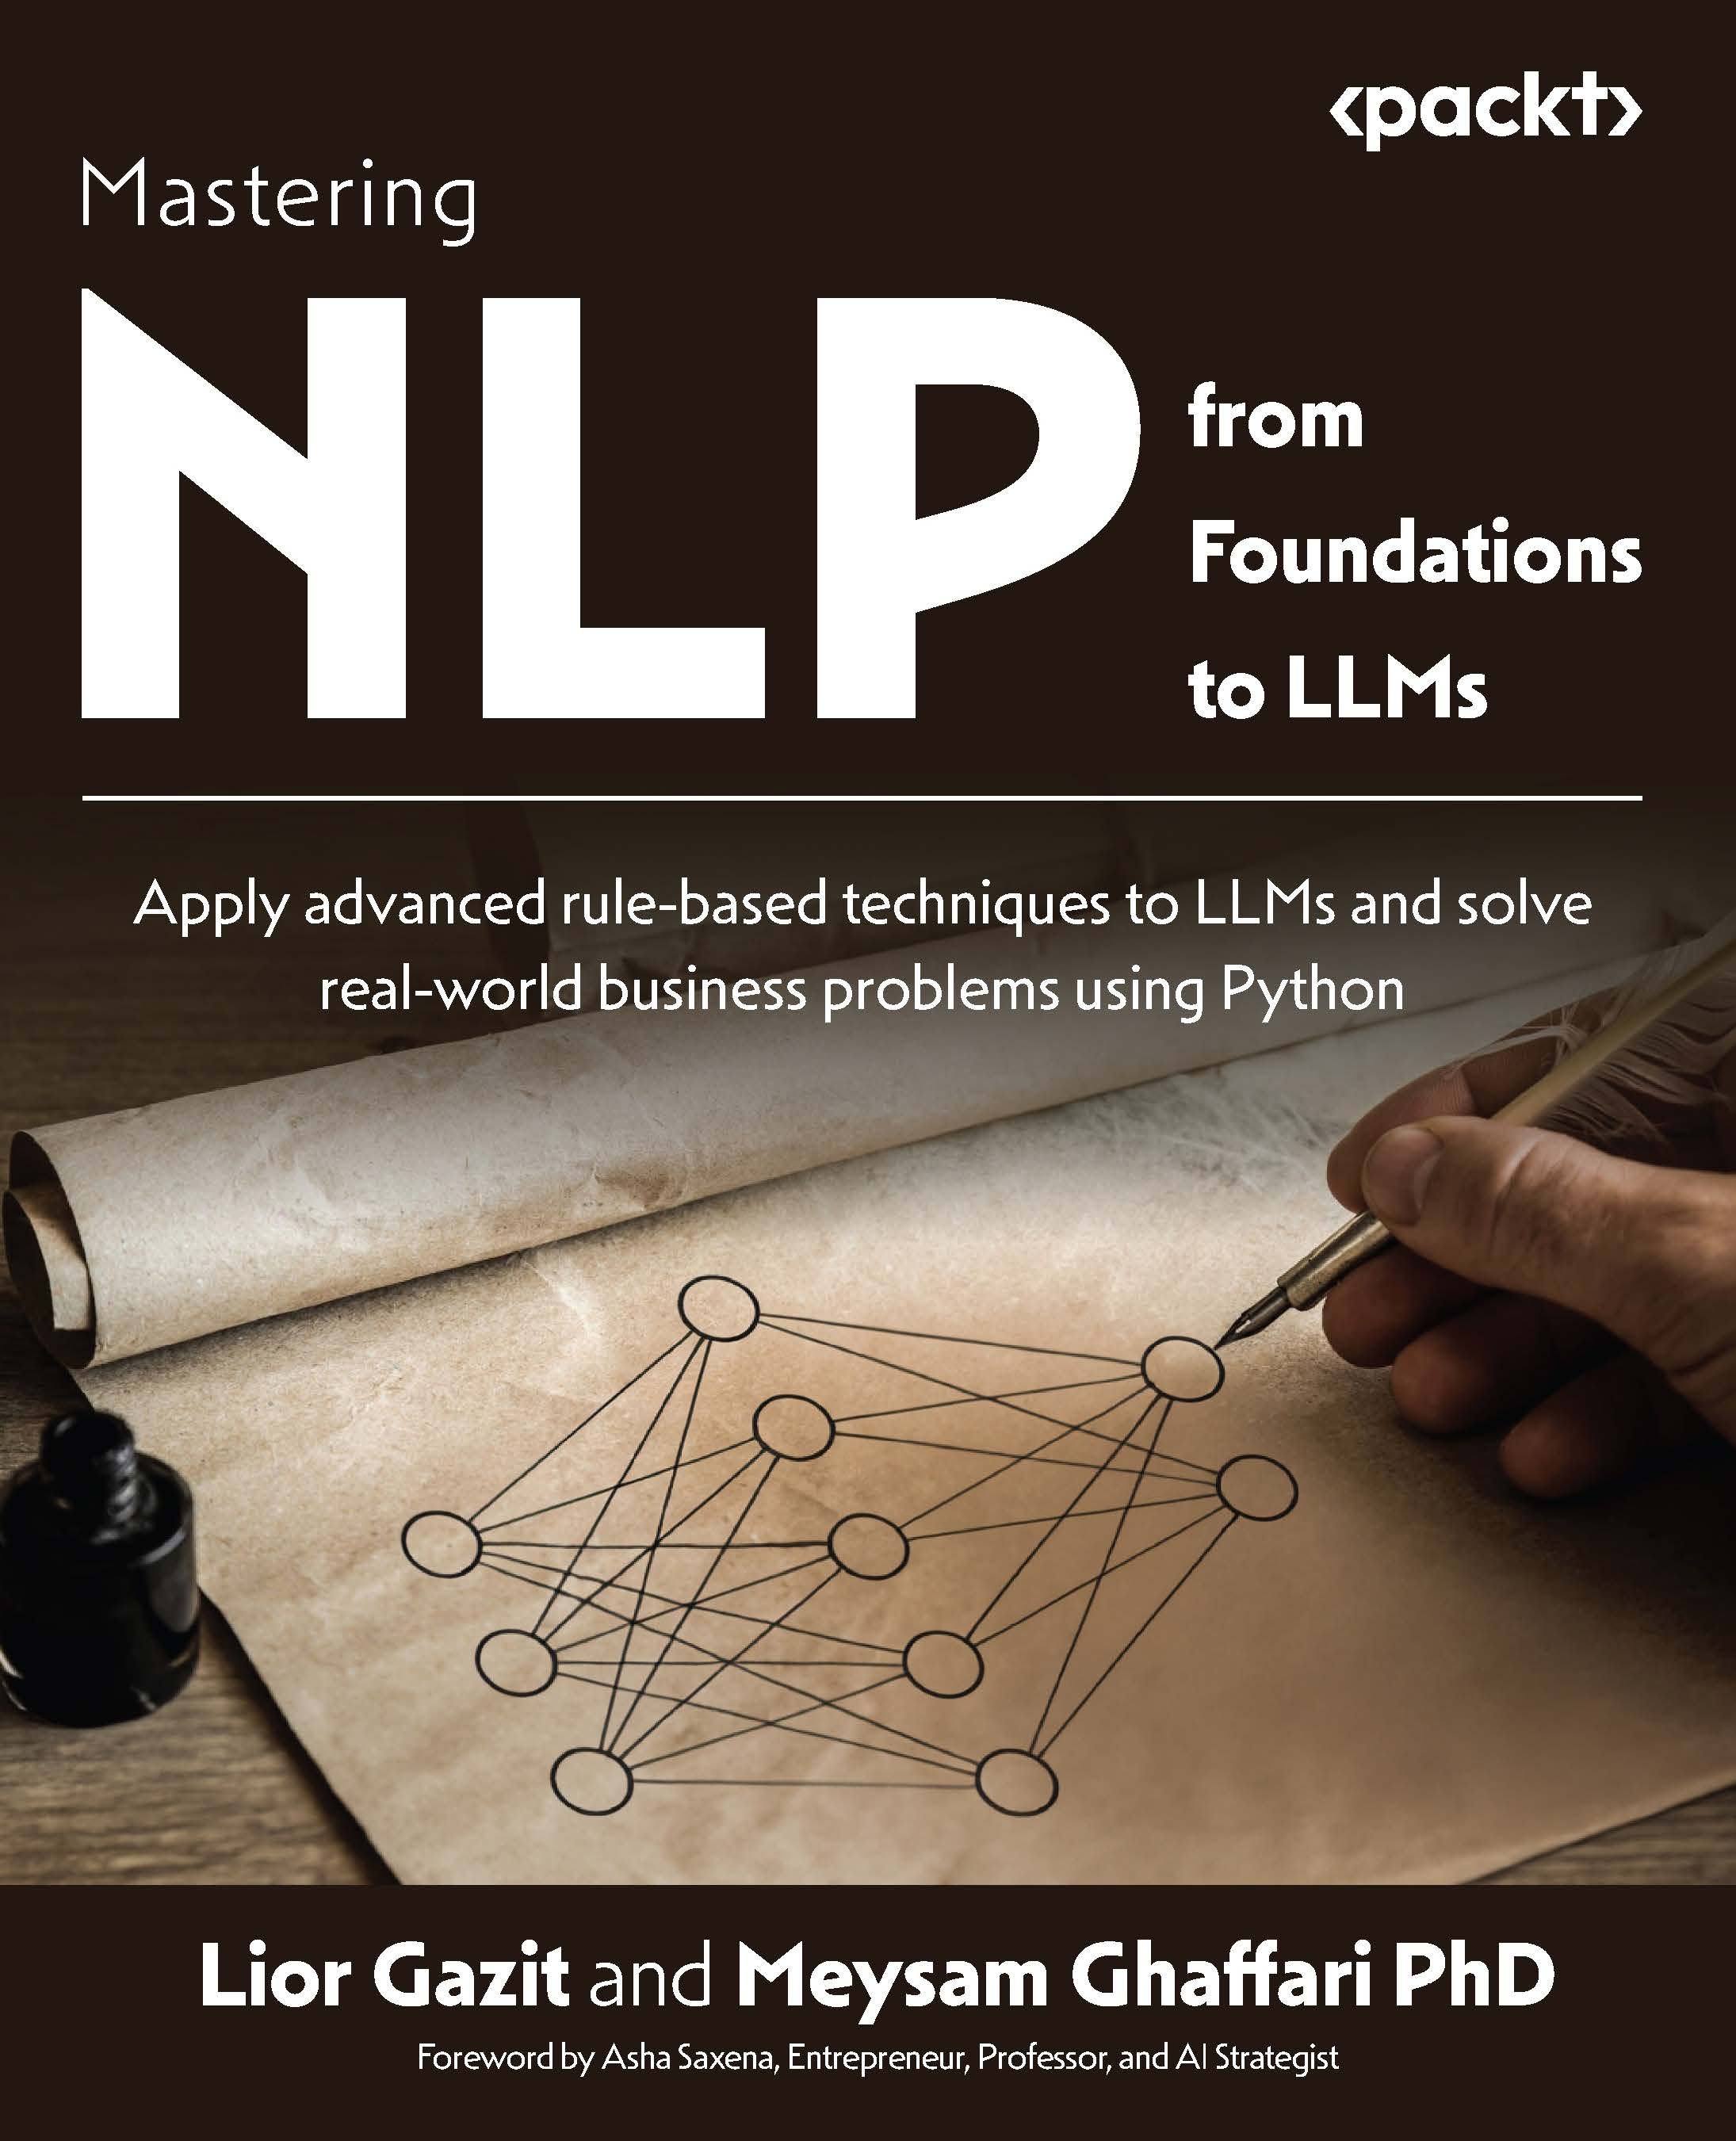 <packt>
Mastering
NLP
from
Foundations
to LLMs
Apply advanced rule-based techniques to LLMs and solve
real-world business problems using Python
Lior Gazit and Meysam Ghaffari PhD
Foreword by Asha Saxena, Entrepreneur, Professor, and AI Strategist